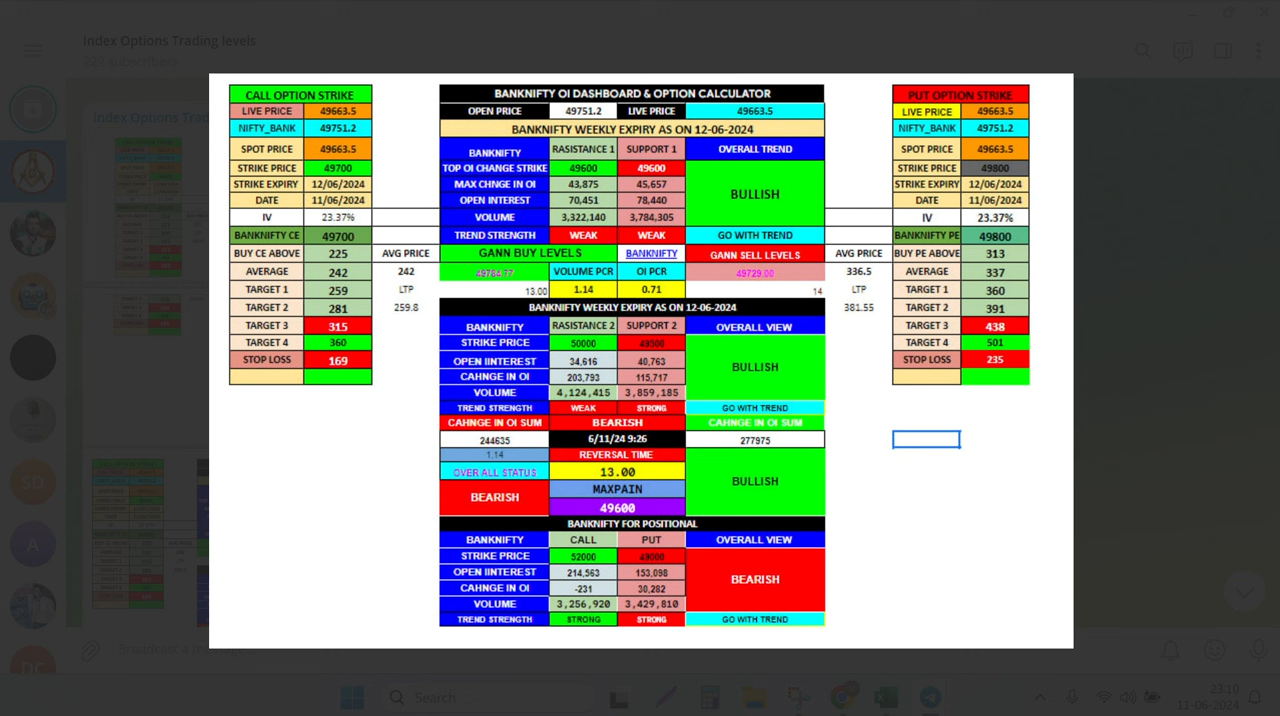 Index Options Trading levels
CALL OPTION STRIKE
LIVE PRICE 49663.5
NIFTY_BANK 49751.2
SPOT PRICE 49663.5
STRIKE PRICE 49700
STRIKE EXPIRY 12/06/2024
DATE 11/06/2024
IV 23.37%
BANKNIFTY CE 49700
BUY CE ABOVE 225 AVG PRICE
AVERAGE 242 242
TARGET 1 259 LTP
TARGET 2 281 259.8
TARGET 3 315
TARGET 4 360
STOP LOSS 169
BANKNIFTY OI DASHBOARD & OPTION CALCULATOR
OPEN PRICE 49751.2 LIVE PRICE 49663.5
BANKNIFTY WEEKLY EXPIRY AS ON 12-06-2024
BANKNIFTY RASISTANCE 1 SUPPORT 1 OVERALL TREND
TOP OI CHANGE STRIKE 49600 49600
MAX CHNGE IN OI 43,875 45,657
BULLISH
OPEN INTEREST 70,451 78,440
VOLUME 3,322,140 3,784,305
TREND STRENGTH WEAK WEAK GO WITH TREND
GANN BUY LEVELS BANKNIFTY GANN SELL LEVELS
49764.77 VOLUME PCR OI PCR 49729.00
13.00 1.14 0.71 14
BANKNIFTY WEEKLY EXPIRY AS ON 12-06-2024
BANKNIFTY RASISTANCE 2 SUPPORT 2 OVERALL VIEW
STRIKE PRICE 50000 49500
OPEN IINTEREST 34,616 40,763
BULLISH
CAHNGE IN OI 203,793 115,717
VOLUME 4,124,415 3,859,185
TREND STRENGTH WEAK STRONG GO WITH TREND
CAHNGE IN OI SUM BEARISH CAHNGE IN OI SUM
244635 6/11/24 9:26 277975
1.14 REVERSAL TIME
OVER ALL STATUS 13.00
BULLISH
BEARISH MAXPAIN
49600
BANKNIFTY FOR POSITIONAL
BANKNIFTY CALL PUT OVERALL VIEW
STRIKE PRICE 52000 49000
OPEN IINTEREST 214,563 153,098
BEARISH
CAHNGE IN OI -231 30,282
VOLUME 3,256,920 3,429,810
TREND STRENGTH STRONG STRONG GO WITH TREND
PUT OPTION STRIKE
LIVE PRICE 49663.5
NIFTY_BANK 49751.2
SPOT PRICE 49663.5
STRIKE PRICE 49800
STRIKE EXPIRY 12/06/2024
DATE 11/06/2024
IV 23.37%
BANKNIFTY PE 49800
AVG PRICE BUY PE ABOVE 313
336.5 AVERAGE 337
LTP TARGET 1 360
381.55 TARGET 2 391
TARGET 3 438
TARGET 4 501
STOP LOSS 235
SD
A
DC
Search
23:10
11-06-2024